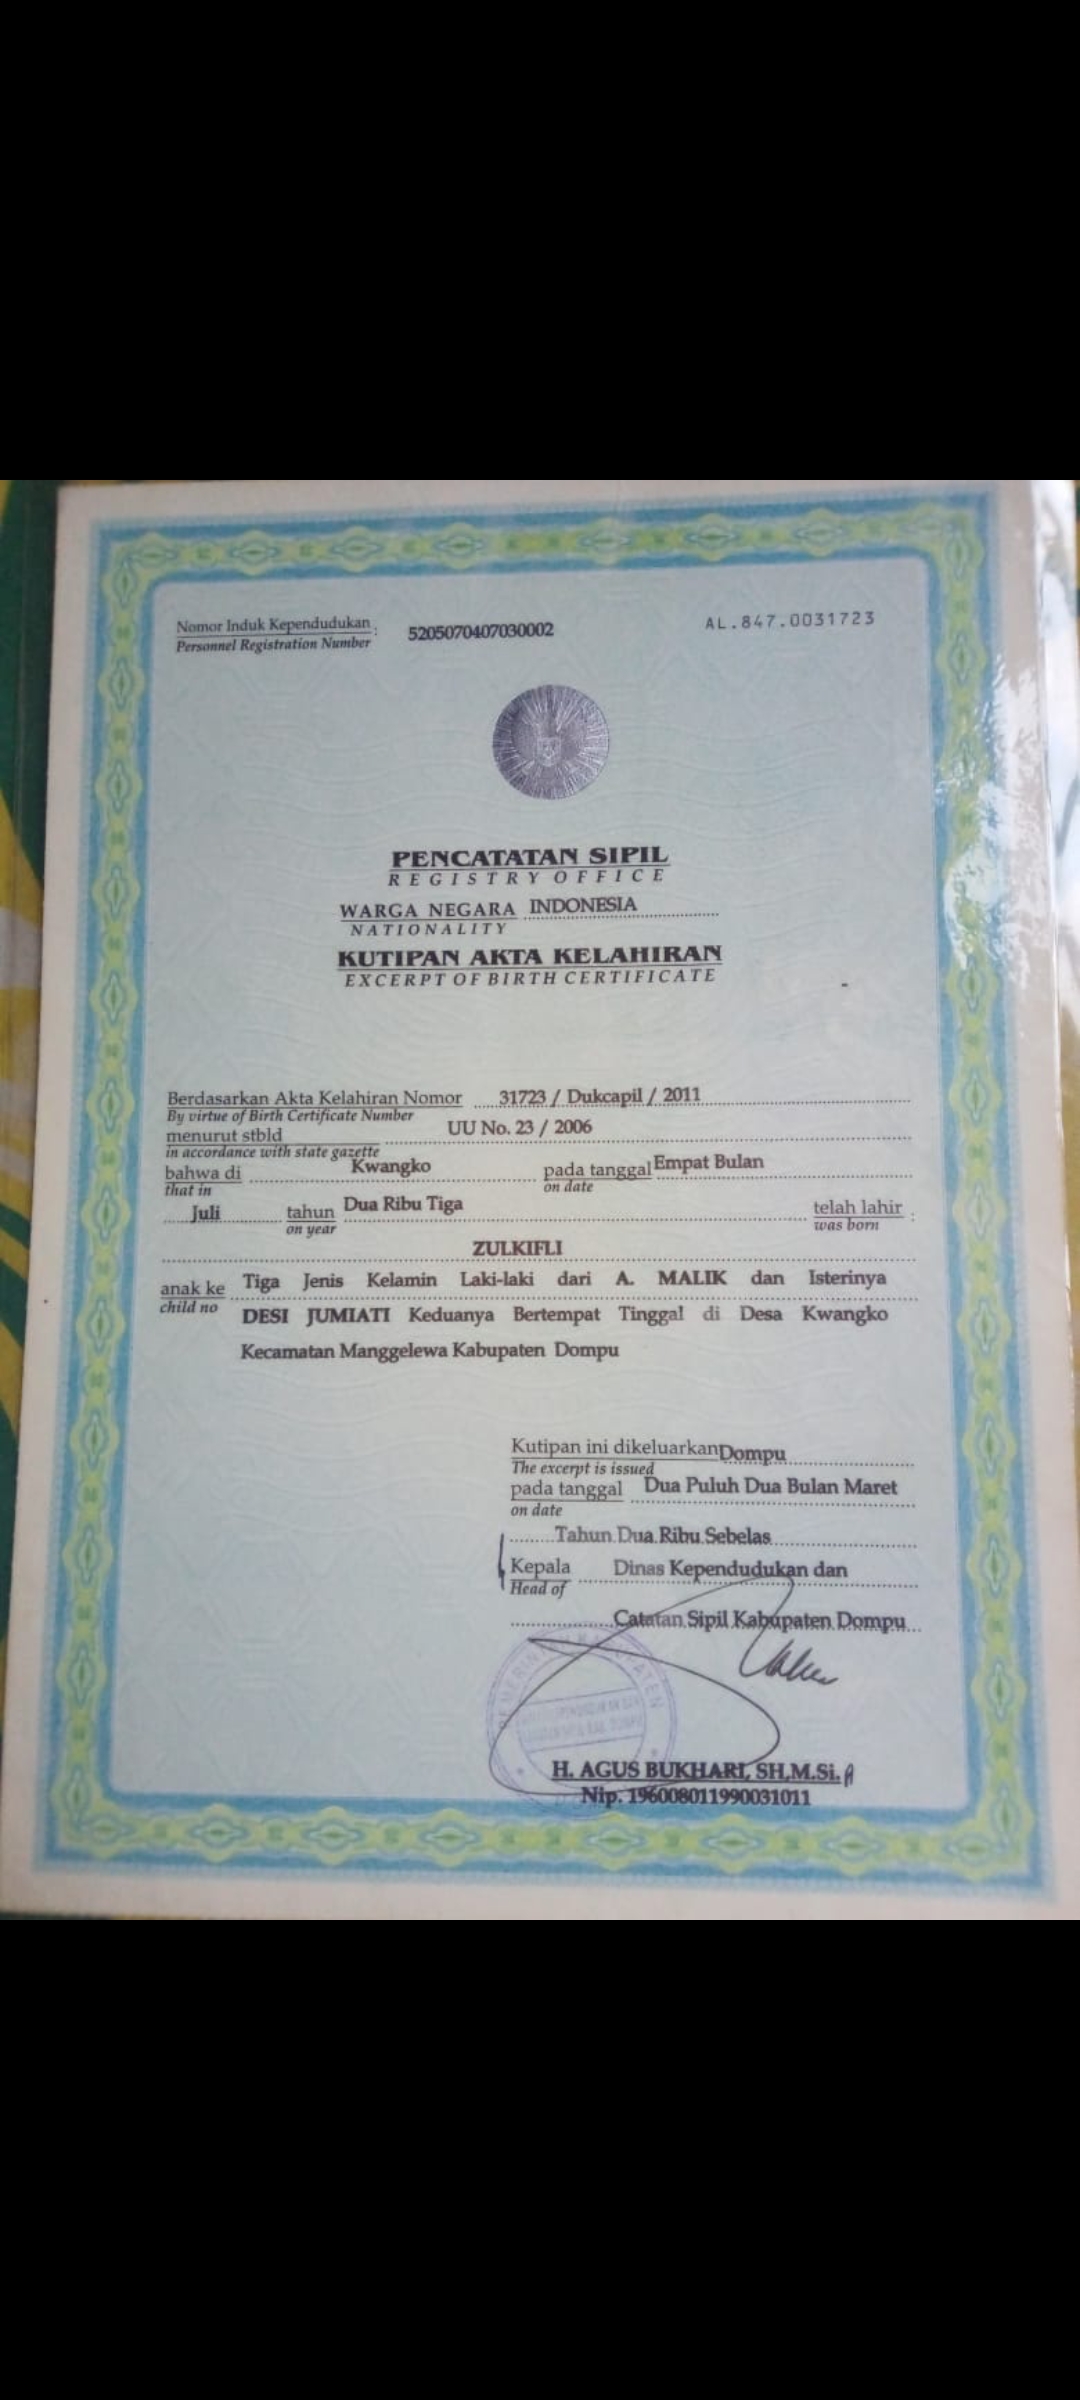 Nomor Induk Kependudukan : 5205070407030002
Personnel Registration Number
AL.847.0031723
PENCATATAN SIPIL
REGISTRY OFFICE
WARGA NEGARA INDONESIA
NATIONALITY
KUTIPAN AKTA KELAHIRAN
EXCERPT OF BIRTH CERTIFICATE
Berdasarkan Akta Kelahiran Nomor 31723 / Dukcapil / 2011
By virtue of Birth Certificate Number
menurut stbld UU No. 23 / 2006
in accordance with state gazette
bahwa di Kwangko pada tanggal Empat Bulan
that in on date
Juli tahun Dua Ribu Tiga telah lahir :
on year was born
ZULKIFLI
anak ke Tiga Jenis Kelamin Laki-laki dari A. MALIK dan Isterinya
child no
DESI JUMIATI Keduanya Bertempat Tinggal di Desa Kwangko
Kecamatan Manggelewa Kabupaten Dompu
Kutipan ini dikeluarkan Dompu
The excerpt is issued
pada tanggal Dua Puluh Dua Bulan Maret
on date
Tahun Dua Ribu Sebelas
Kepala Dinas Kependudukan dan
Head of
Catatan Sipil Kabupaten Dompu
H. AGUS BUKHARI, SH,M.Si.
Nip. 196008011990031011